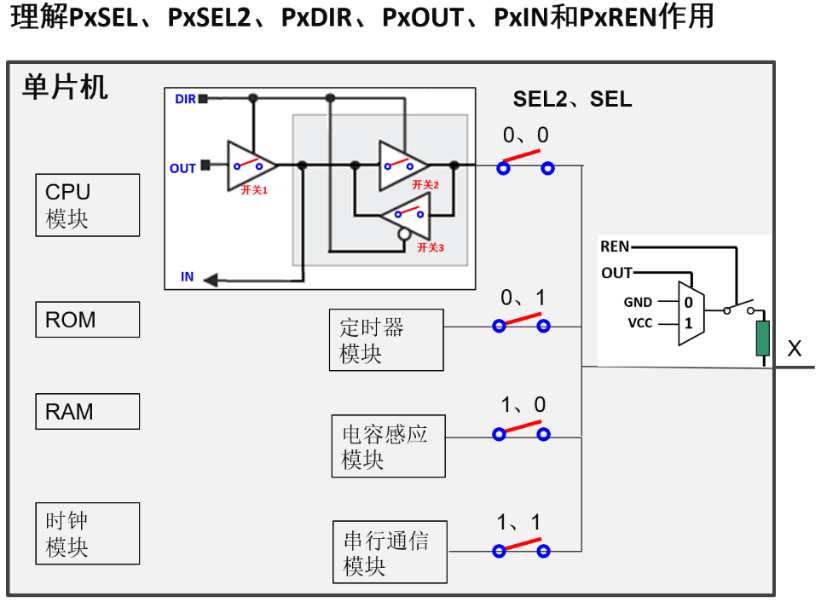 理解PxSEL、PxSEL2、PxDIR、PxOUT、PxIN和PxREN作用
单片机
DIR
SEL2、SEL
0、0
OUT
开关1
开关2
CPU
模块
开关3
IN
REN
OUT
GND
0
VCC
1
X
ROM
定时器
模块
0、1
RAM
电容感应
模块
1、0
时钟
模块
串行通信
模块
1、1